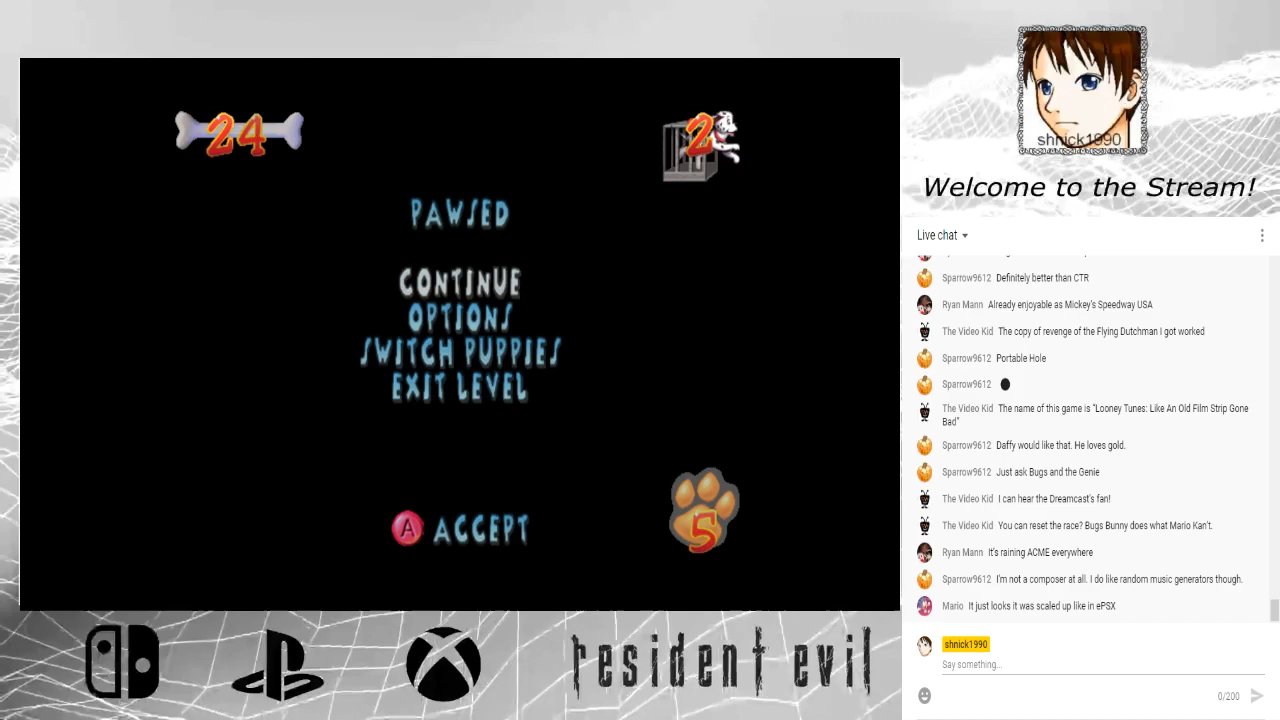 24
2
PAWSED
CONTINUE
OPTIONS
SWITCH PUPPIES
EXIT LEVEL
A ACCEPT
5
resident evil
shnick1990
Welcome to the Stream!
Live chat
Sparrow9612 Definitely better than CTR
Ryan Mann Already enjoyable as Mickey's Speedway USA
The Video Kid The copy of revenge of the Flying Dutchman I got worked
Sparrow9612 Portable Hole
Sparrow9612
The Video Kid The name of this game is "Looney Tunes: Like An Old Film Strip Gone
Bad"
Sparrow9612 Daffy would like that. He loves gold.
Sparrow9612 Just ask Bugs and the Genie
The Video Kid I can hear the Dreamcast's fan!
The Video Kid You can reset the race? Bugs Bunny does what Mario Kan't.
Ryan Mann It's raining ACME everywhere
Sparrow9612 I'm not a composer at all. I do like random music generators though.
Mario It just looks it was scaled up like in ePSX
shnick1990
Say something...
0/200